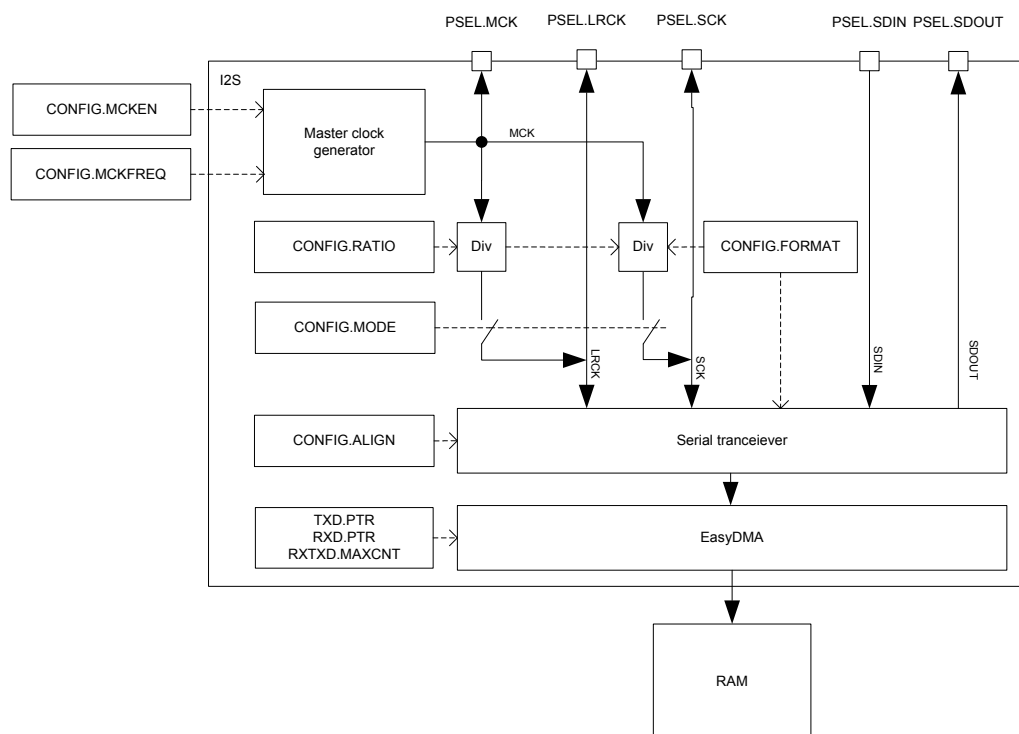 PSEL.MCK
PSEL.LRCK
PSEL.SCK
PSEL.SDIN
PSEL.SDOUT
I2S
CONFIG.MCKEN
CONFIG.MCKFREQ
Master clock
generator
MCK
CONFIG.RATIO
Div
Div
CONFIG.FORMAT
CONFIG.MODE
LRCK
SCK
SDIN
SDOUT
CONFIG.ALIGN
Serial tranceiever
TXD.PTR
RXD.PTR
RXTXD.MAXCNT
EasyDMA
RAM